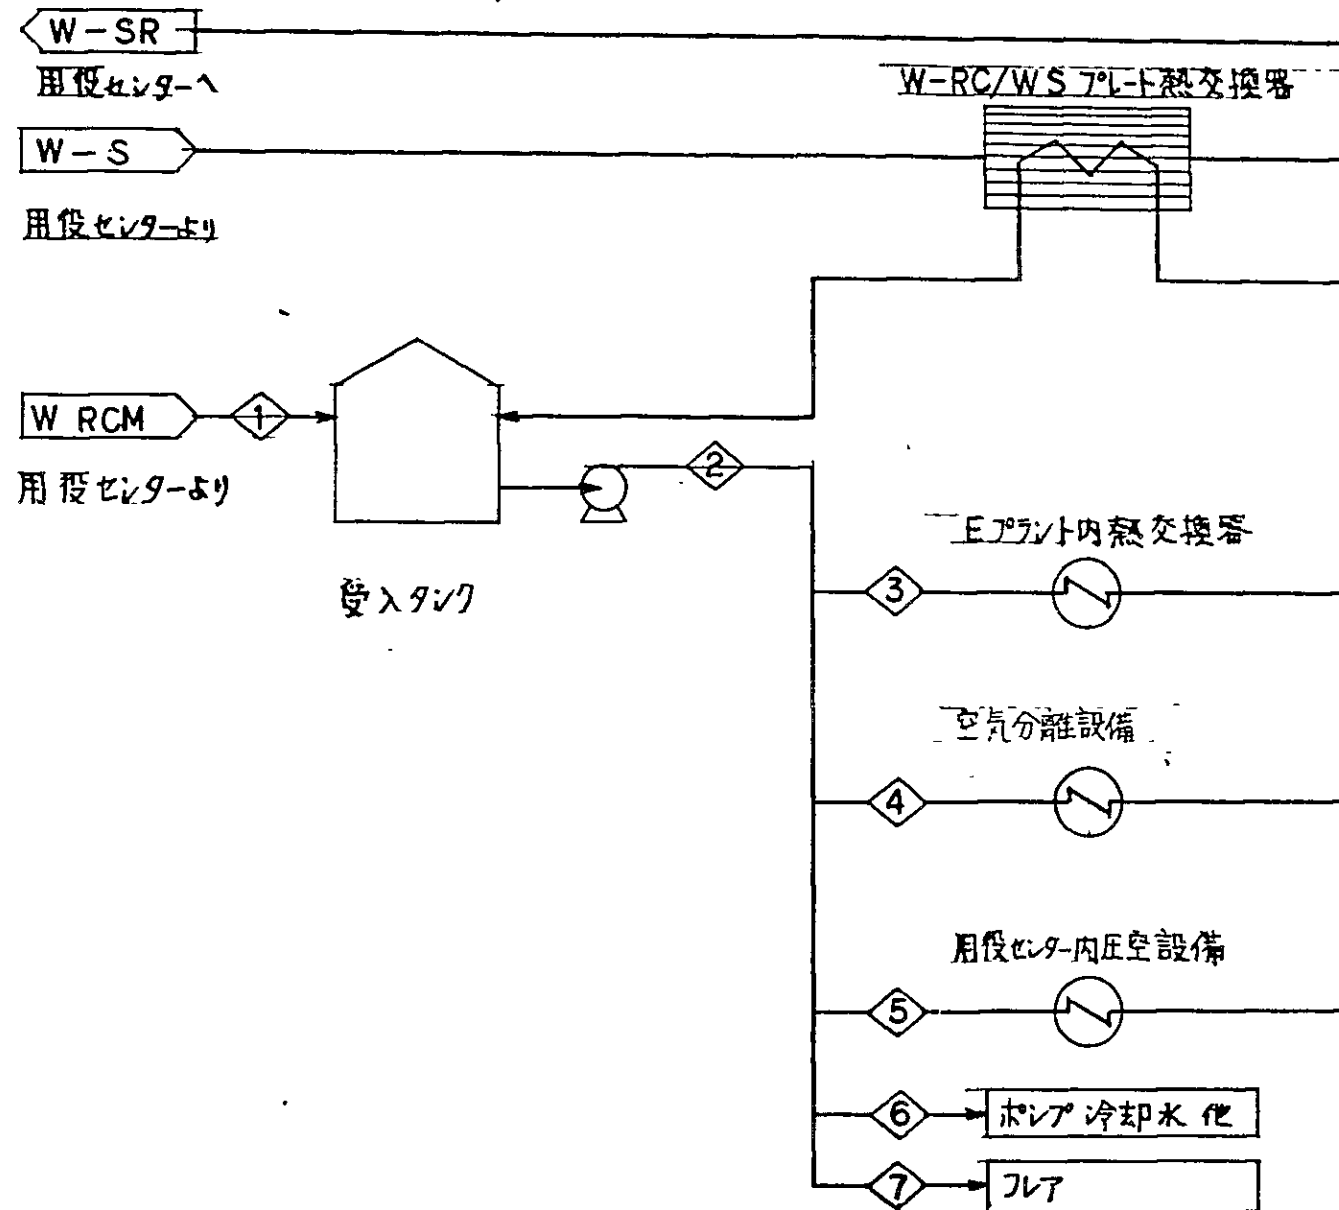 W-SR
用役センターへ
W-RC/WS プレート熱交換器
W-S
用役センターより
W RCM
1
用役センターより
2
受入タンク
Eプラント内熱交換器
3
空気分離設備
4
用役センター内圧空設備
5
6
ポンプ冷却水 他
7
フレア